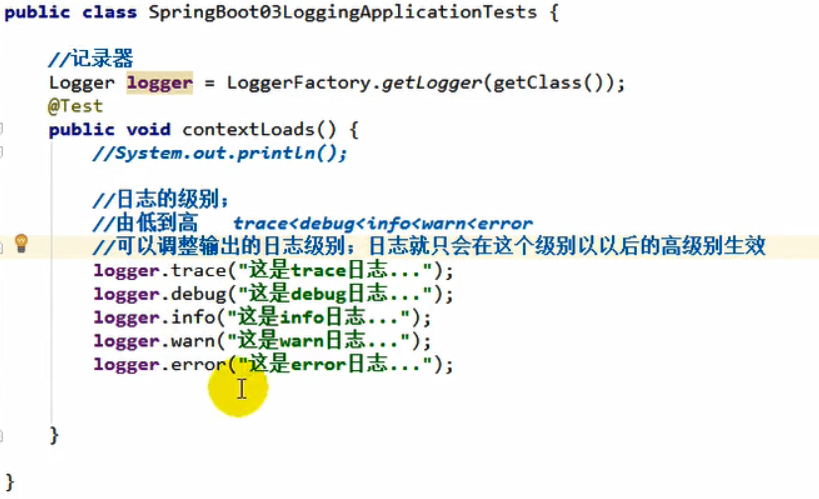 public class SpringBoot03LoggingApplicationTests {
//记录器
Logger logger = LoggerFactory.getLogger(getClass());
@Test
public void contextLoads() {
//System.out.println();
//日志的级别；
//由低到高   trace<debug<info<warn<error
//可以调整输出的日志级别；日志就只会在这个级别以以后的高级别生效
logger.trace("这是trace日志...");
logger.debug("这是debug日志...");
logger.info("这是info日志...");
logger.warn("这是warn日志...");
logger.error("这是error日志...");
}
}